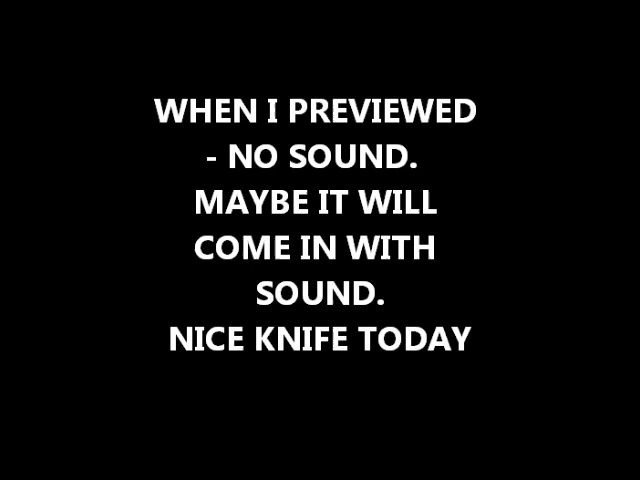 WHEN I PREVIEWED
- NO SOUND.
MAYBE IT WILL
COME IN WITH
SOUND.
NICE KNIFE TODAY